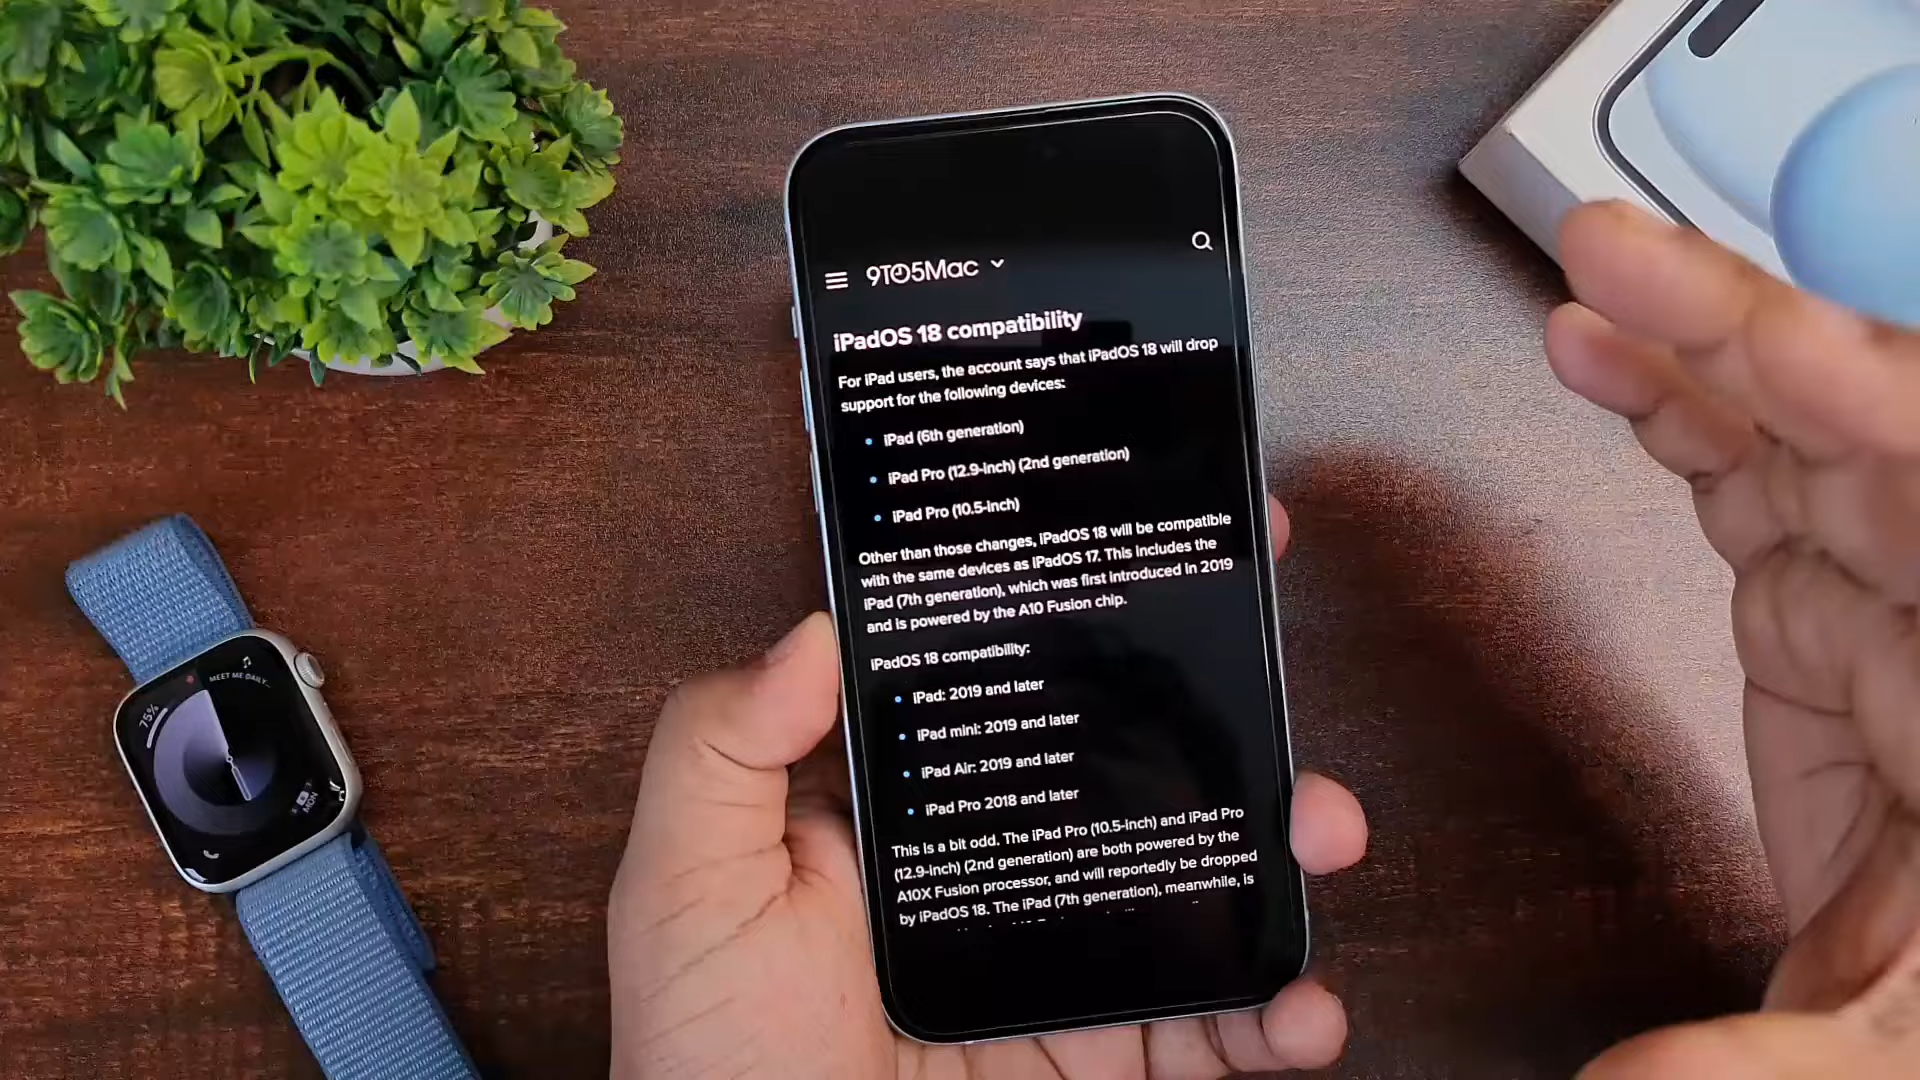 9TO5Mac
iPadOS 18 compatibility
For iPad users, the account says that iPadOS 18 will drop
support for the following devices:
iPad (6th generation)
iPad Pro (12.9-inch) (2nd generation)
iPad Pro (10.5-inch)
Other than those changes, iPadOS 18 will be compatible
with the same devices as iPadOS 17. This includes the
iPad (7th generation), which was first introduced in 2019
and is powered by the A10 Fusion chip.
iPadOS 18 compatibility:
iPad: 2019 and later
iPad mini: 2019 and later
iPad Air: 2019 and later
iPad Pro 2018 and later
This is a bit odd. The iPad Pro (10.5-inch) and iPad Pro
(12.9-inch) (2nd generation) are both powered by the
A10X Fusion processor, and will reportedly be dropped
by iPadOS 18. The iPad (7th generation), meanwhile, is
MEET ME DAILY...
75%
MON